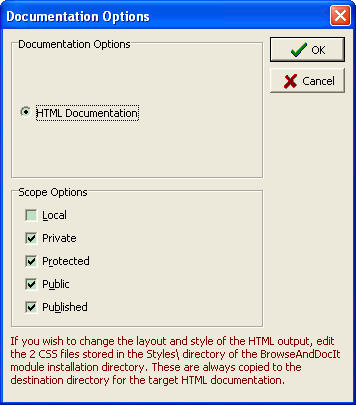 Documentation Options
Documentation Options
OK
Cancel
HTML Documentation
Scope Options
Local
Private
Protected
Public
Published
If you wish to change the layout and style of the HTML output, edit
the 2 CSS files stored in the Styles\ directory of the BrowseAndDocIt
module installation directory. These are always copied to the
destination directory for the target HTML documentation.